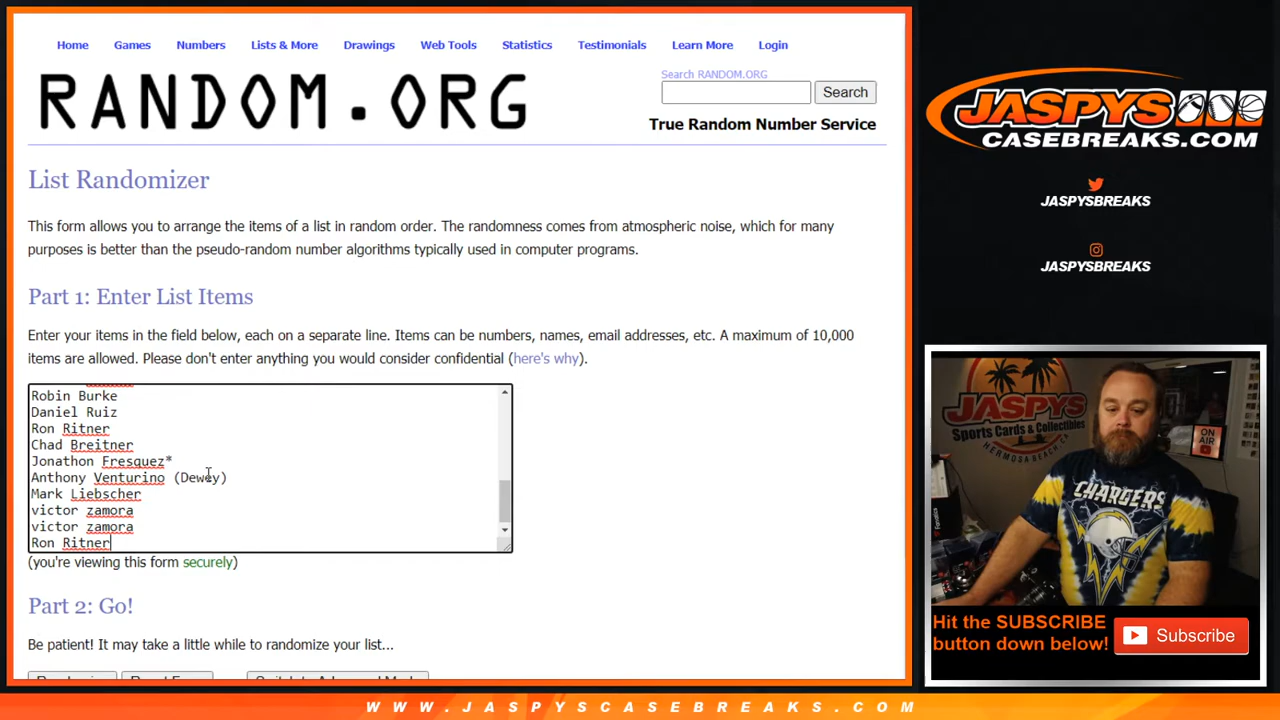 Home Games Numbers Lists & More Drawings Web Tools Statistics Testimonials Learn More Login
RANDOM.ORG
Search RANDOM.ORG
Search
True Random Number Service
List Randomizer
This form allows you to arrange the items of a list in random order. The randomness comes from atmospheric noise, which for many
purposes is better than the pseudo-random number algorithms typically used in computer programs.
Part 1: Enter List Items
Enter your items in the field below, each on a separate line. Items can be numbers, names, email addresses, etc. A maximum of 10,000
items are allowed. Please don't enter anything you would consider confidential (here's why).
Robin Burke
Daniel Ruiz
Ron Ritner
Chad Breitner
Jonathon Fresquez*
Anthony Venturino (Dewey)
Mark Liebscher
victor zamora
victor zamora
Ron Ritner
(you're viewing this form securely)
Part 2: Go!
Be patient! It may take a little while to randomize your list...
JASPYS
CASEBREAKS.COM
JASPYSBREAKS
JASPYSBREAKS
JASPYS
Sports Cards & Collectibles
HERMOSA BEACH, CA
ON
AIR
CHARGERS
Hit the SUBSCRIBE
button down below!
Subscribe
WWW.JASPYSCASEBREAKS.COM